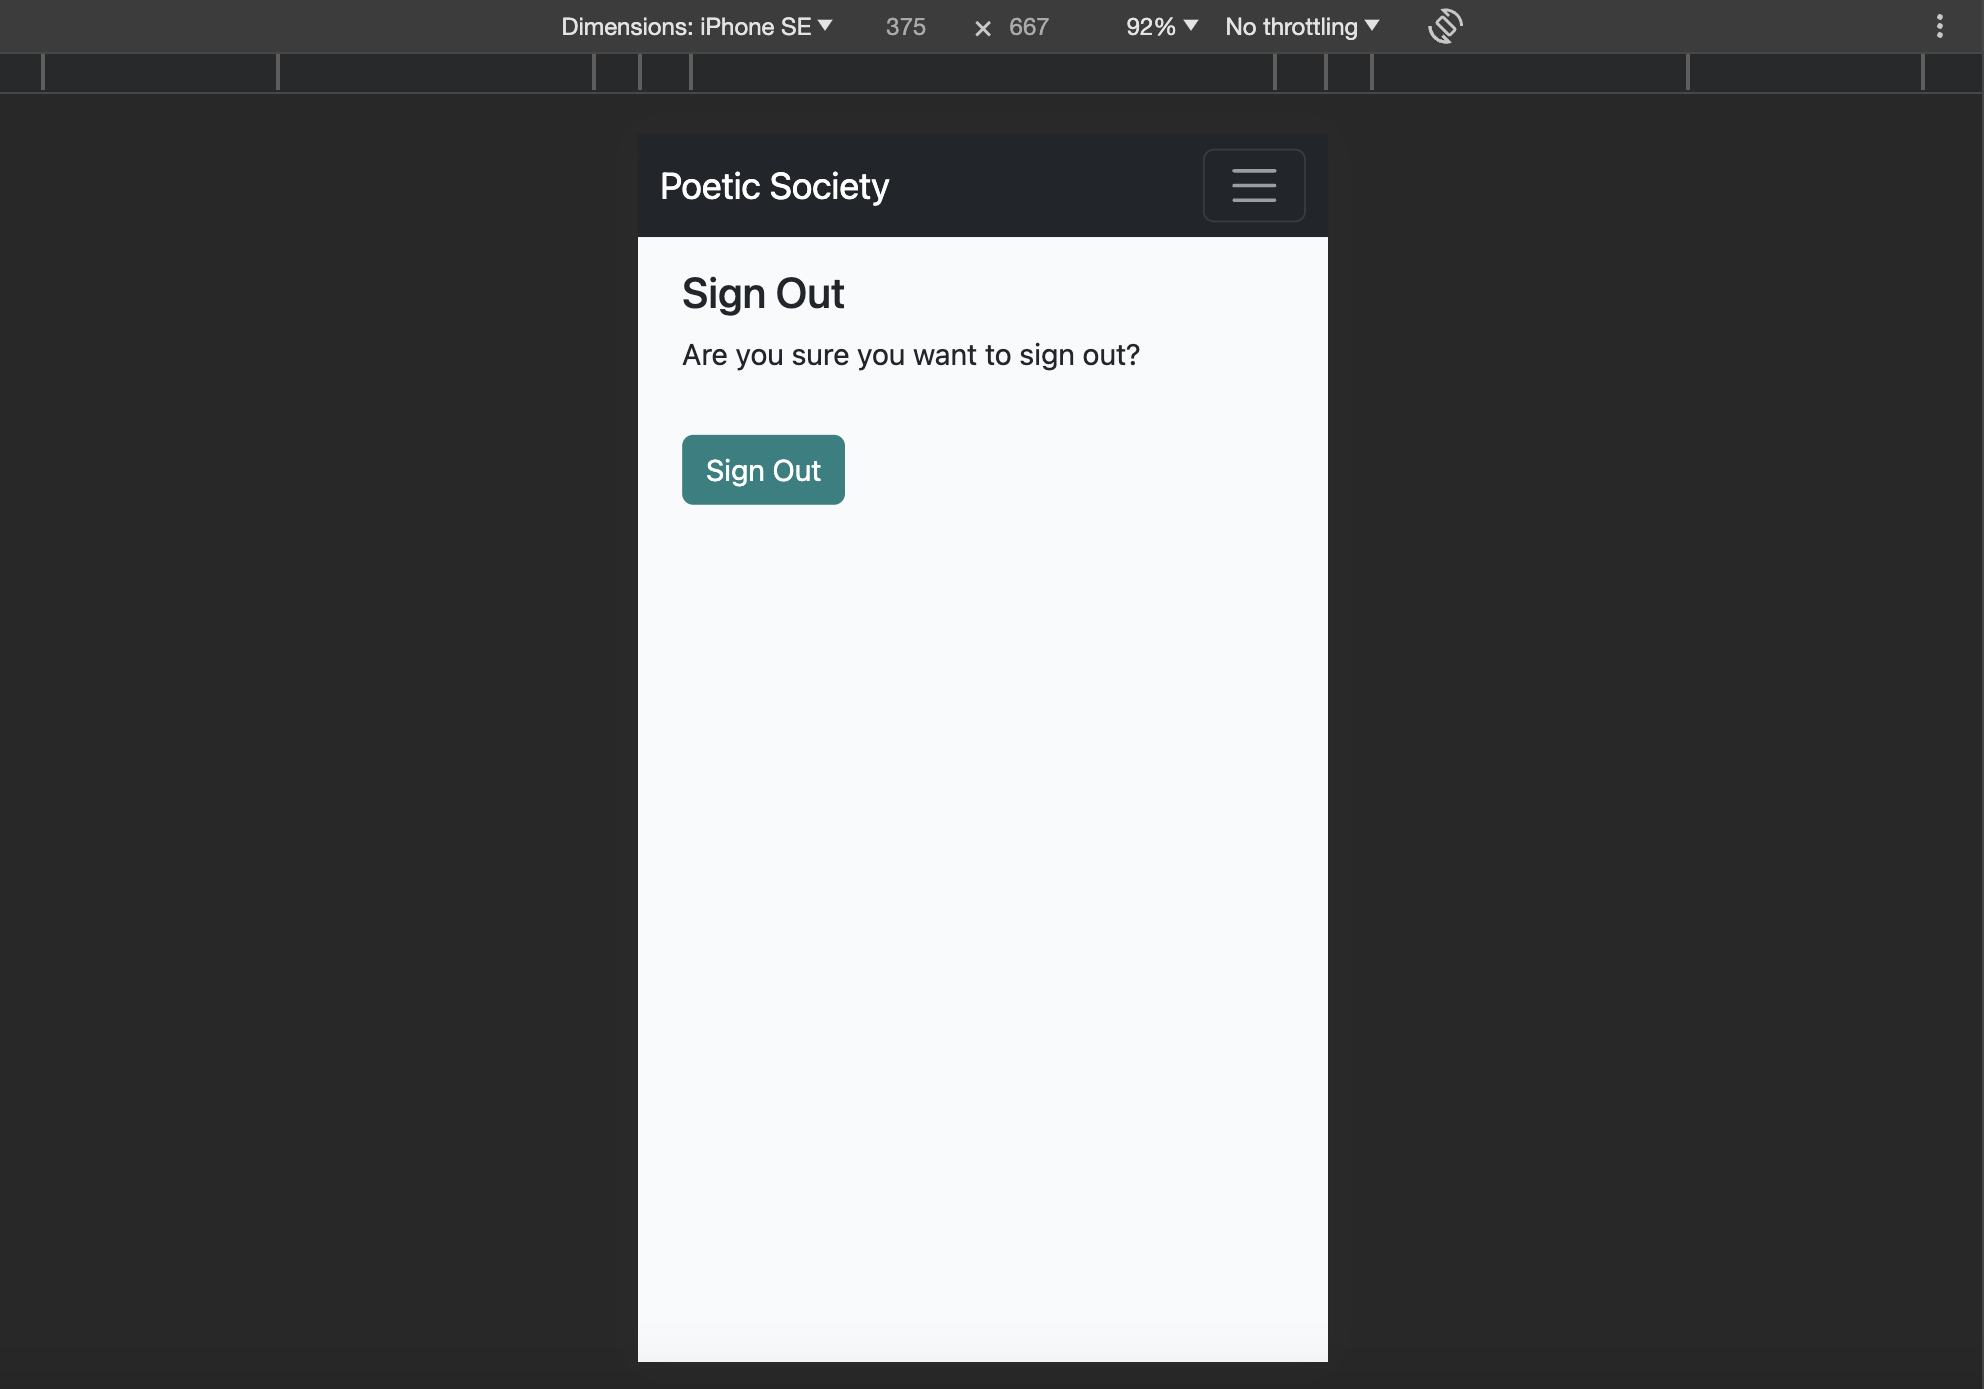 Dimensions: iPhone SE 375 × 667 92% No throttling
Poetic Society
Sign Out
Are you sure you want to sign out?
Sign Out